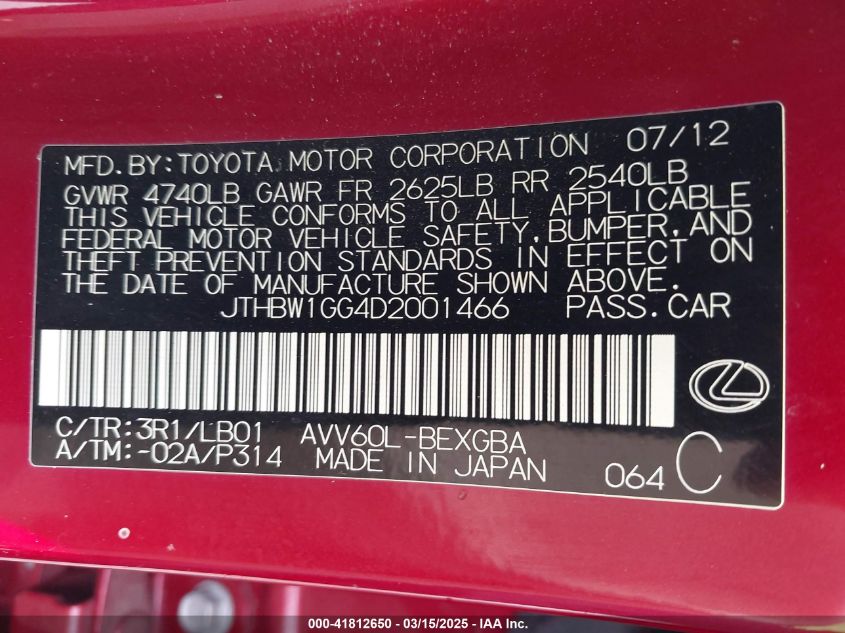 MFD.BY:TOYOTA MOTOR CORPORATION 07/12
GVWR 4740LB GAWR FR 2625LB RR 2540LB
THIS VEHICLE CONFORMS TO ALL APPLICABLE
FEDERAL MOTOR VEHICLE SAFETY,BUMPER,AND
THEFT PREVENTION STANDARDS IN EFFECT ON
THE DATE OF MANUFACTURE SHOWN ABOVE.
JTHBW1GG4D2001466 PASS.CAR
C/TR:3R1/LB01 AVV60L-BEXGBA
A/TM:-02A/P314 MADE IN JAPAN 064 C
000-41812650 - 03/15/2025 - IAA Inc.